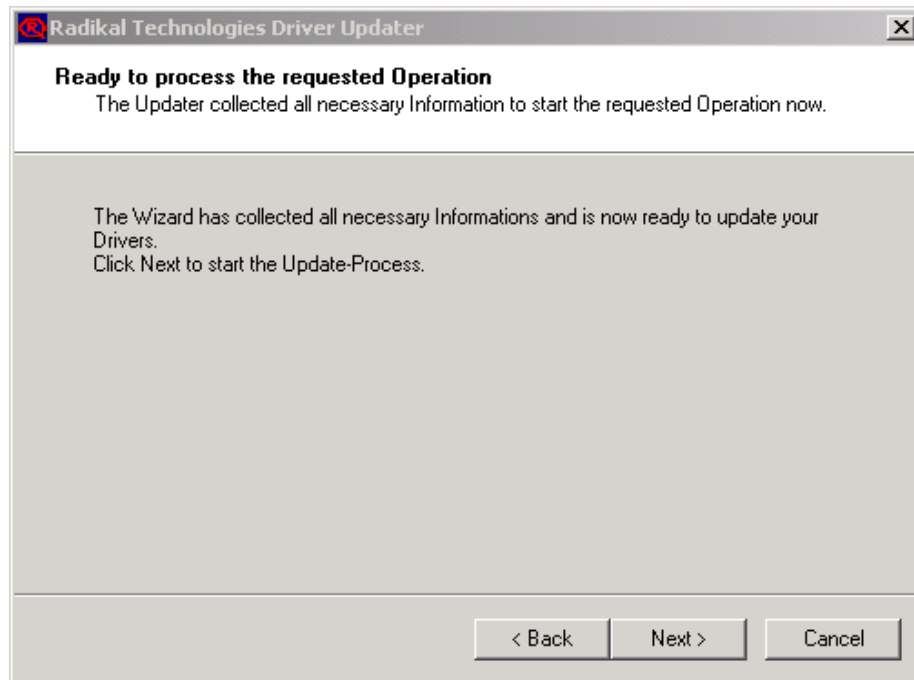 Radikal Technologies Driver Updater
Ready to process the requested Operation
The Updater collected all necessary Information to start the requested Operation now.
The Wizard has collected all necessary Informations and is now ready to update your
Drivers.
Click Next to start the Update-Process.
< Back Next > Cancel